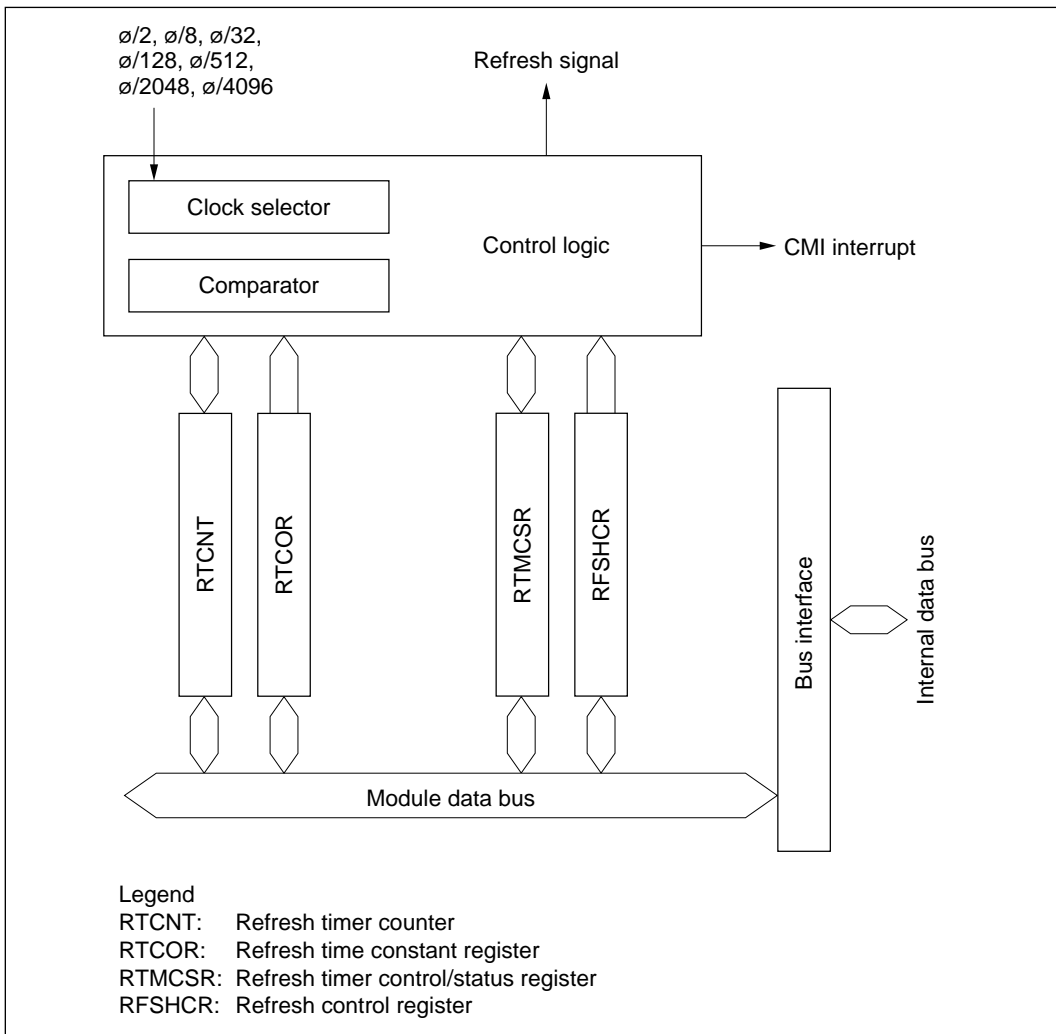 ø/2, ø/8, ø/32,
ø/128, ø/512,
ø/2048, ø/4096
Refresh signal
Clock selector
Control logic
Comparator
CMI interrupt
RTCNT
RTCOR
RTMCSR
RFSHCR
Bus interface
Internal data bus
Module data bus
Legend
RTCNT: Refresh timer counter
RTCOR: Refresh time constant register
RTMCSR: Refresh timer control/status register
RFSHCR: Refresh control register